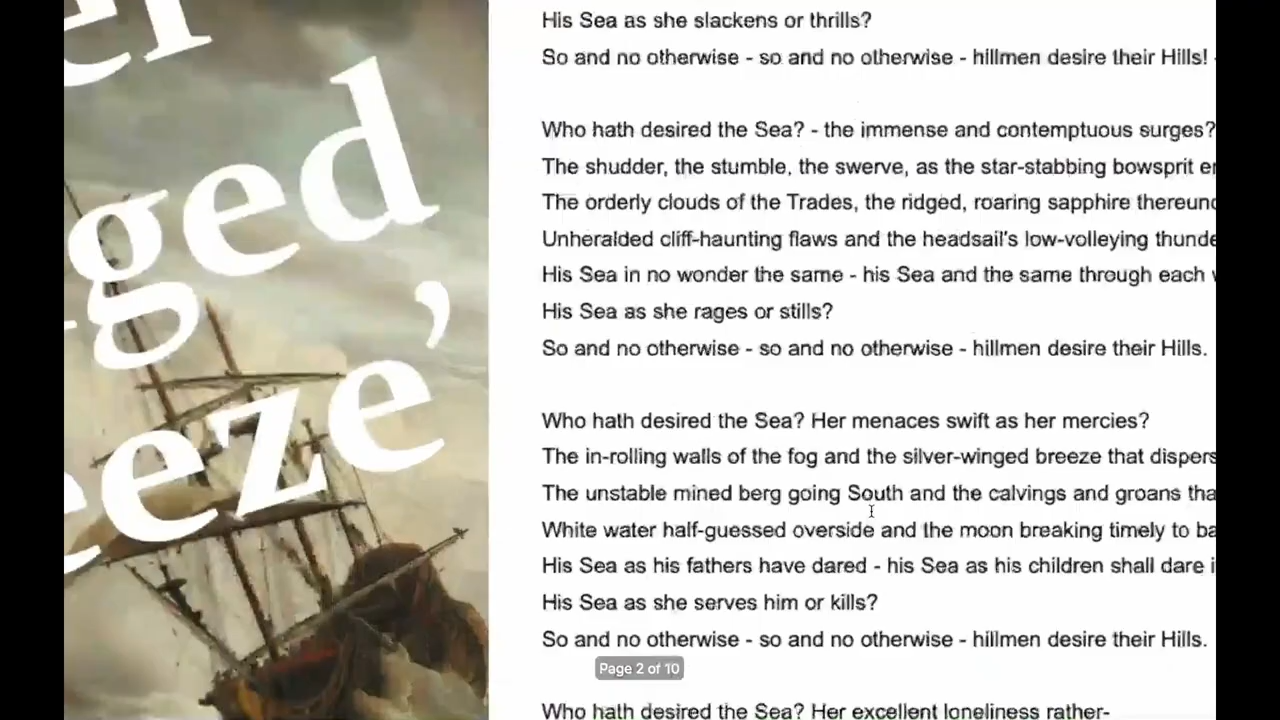 er
ged,
eeze
His Sea as she slackens or thrills?
So and no otherwise - so and no otherwise - hillmen desire their Hills!
Who hath desired the Sea? - the immense and contemptuous surges?
The shudder, the stumble, the swerve, as the star-stabbing bowsprit
The orderly clouds of the Trades, the ridged, roaring sapphire
Unheralded cliff-haunting flaws and the headsail's low-volleying
His Sea in no wonder the same - his Sea and the same through each
His Sea as she rages or stills?
So and no otherwise - so and no otherwise - hillmen desire their Hills.
Who hath desired the Sea? Her menaces swift as her mercies?
The in-rolling walls of the fog and the silver-winged breeze that
The unstable mined berg going South and the calvings and groans
White water half-guessed overside and the moon breaking timely to
His Sea as his fathers have dared - his Sea as his children shall dare
His Sea as she serves him or kills?
So and no otherwise - so and no otherwise - hillmen desire their Hills.
Page 2 of 10
Who hath desired the Sea? Her excellent loneliness rather-